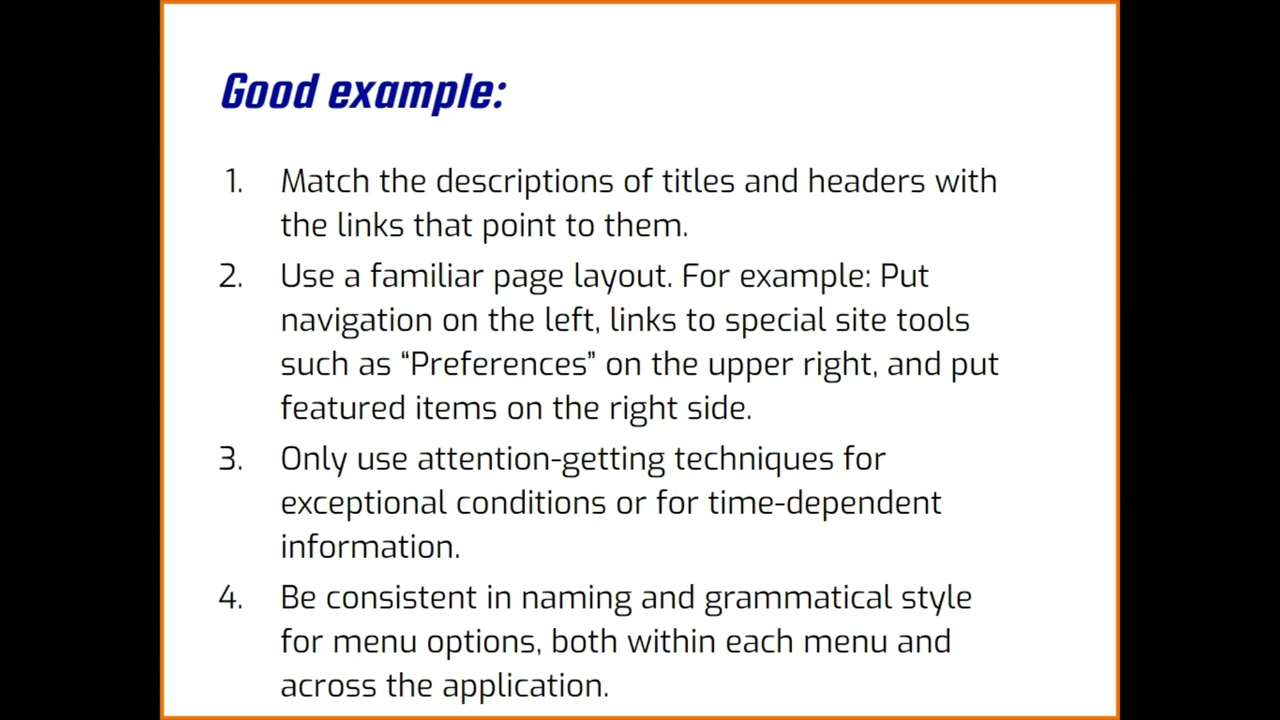 Good example:
1. Match the descriptions of titles and headers with
the links that point to them.
2. Use a familiar page layout. For example: Put
navigation on the left, links to special site tools
such as “Preferences” on the upper right, and put
featured items on the right side.
3. Only use attention-getting techniques for
exceptional conditions or for time-dependent
information.
4. Be consistent in naming and grammatical style
for menu options, both within each menu and
across the application.